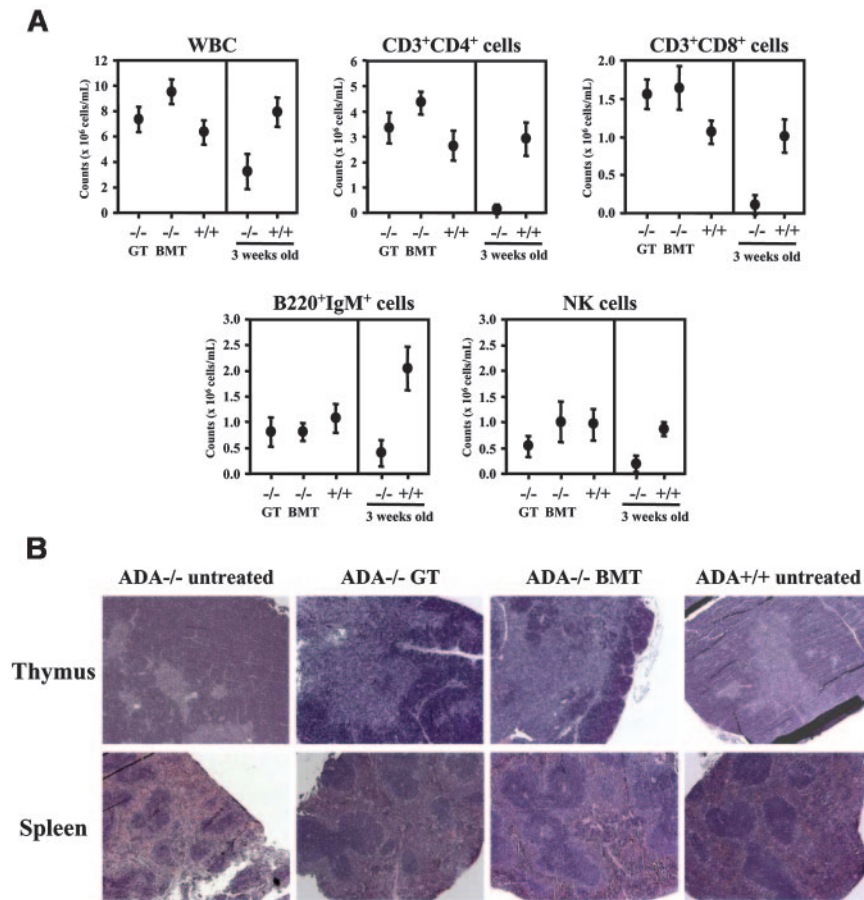 A
WBC
CD3⁺CD4⁺ cells
CD3⁺CD8⁺ cells
Counts (x 10⁶ cells/mL)
12
10
8
6
4
2
0
Counts (x 10⁶ cells/mL)
6
5
4
3
2
1
0
Counts (x 10⁶ cells/mL)
2.0
1.5
1.0
0.5
0.0
-/- -/- +/+ -/- +/+
GT BMT 3 weeks old
-/- -/- +/+ -/- +/+
GT BMT 3 weeks old
-/- -/- +/+ -/- +/+
GT BMT 3 weeks old
B220⁺IgM⁺ cells
NK cells
Counts (x 10⁶ cells/mL)
3.0
2.5
2.0
1.5
1.0
0.5
0.0
Counts (x 10⁶ cells/mL)
3.0
2.5
2.0
1.5
1.0
0.5
0.0
-/- -/- +/+ -/- +/+
GT BMT 3 weeks old
-/- -/- +/+ -/- +/+
GT BMT 3 weeks old
B
ADA-/- untreated ADA-/- GT ADA-/- BMT ADA+/+ untreated
Thymus
Spleen